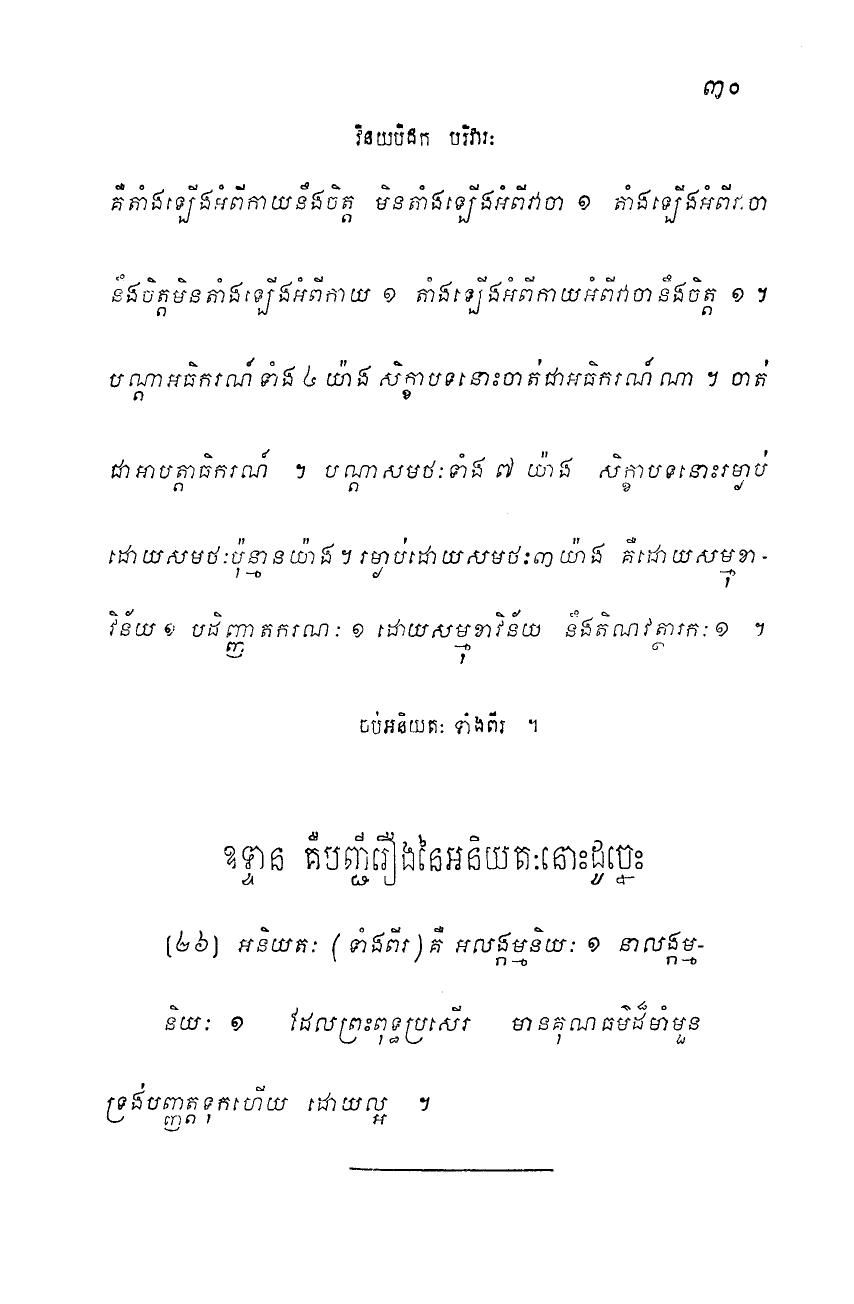 ៣០
វិនយបិដក បរិវារៈ
គឺតាំងឡើងអំពីកាយនឹងចិត្ត មិនតាំងឡើងអំពីវាចា ១ តាំងឡើងអំពីវាចា
នឹងចិត្តមិនតាំងឡើងអំពីកាយ ១ តាំងឡើងអំពីកាយអំពីវាចានឹងចិត្ត ១ ។
បណ្តាអធិករណ៍ទាំង ៤ យ៉ាង សិក្ខាបទនោះចាត់ជាអធិករណ៍ណា ។ ចាត់
ជាអាបត្តាធិករណ៍ ។ បណ្តាសមថៈទាំង ៧ យ៉ាង សិក្ខាបទនោះរម្ងាប់
ដោយសមថៈប៉ុន្មានយ៉ាង ។ រម្ងាប់ដោយសមថៈ៣យ៉ាង គឺដោយសម្មុខា-
វិន័យ ១ បដិញ្ញាតករណៈ ១ ដោយសម្មុខាវិន័យ នឹងតិណវត្ថារកៈ ១ ។
ចប់អនិយតៈ ទាំងពីរ ។
ឧទ្ទាន គឺបញ្ជីរឿងនៃអនិយតៈនោះដូច្នេះ
[២៦] អនិយតៈ (ទាំងពីរ) គឺ អលង្កម្មនិយៈ ១ នាលង្កម្ម-
និយៈ ១ ដែលព្រះពុទ្ធប្រសើរ មានគុណធម៌ដ៏មាំមួន
ទ្រង់បញ្ញត្តទុកហើយ ដោយល្អ ។